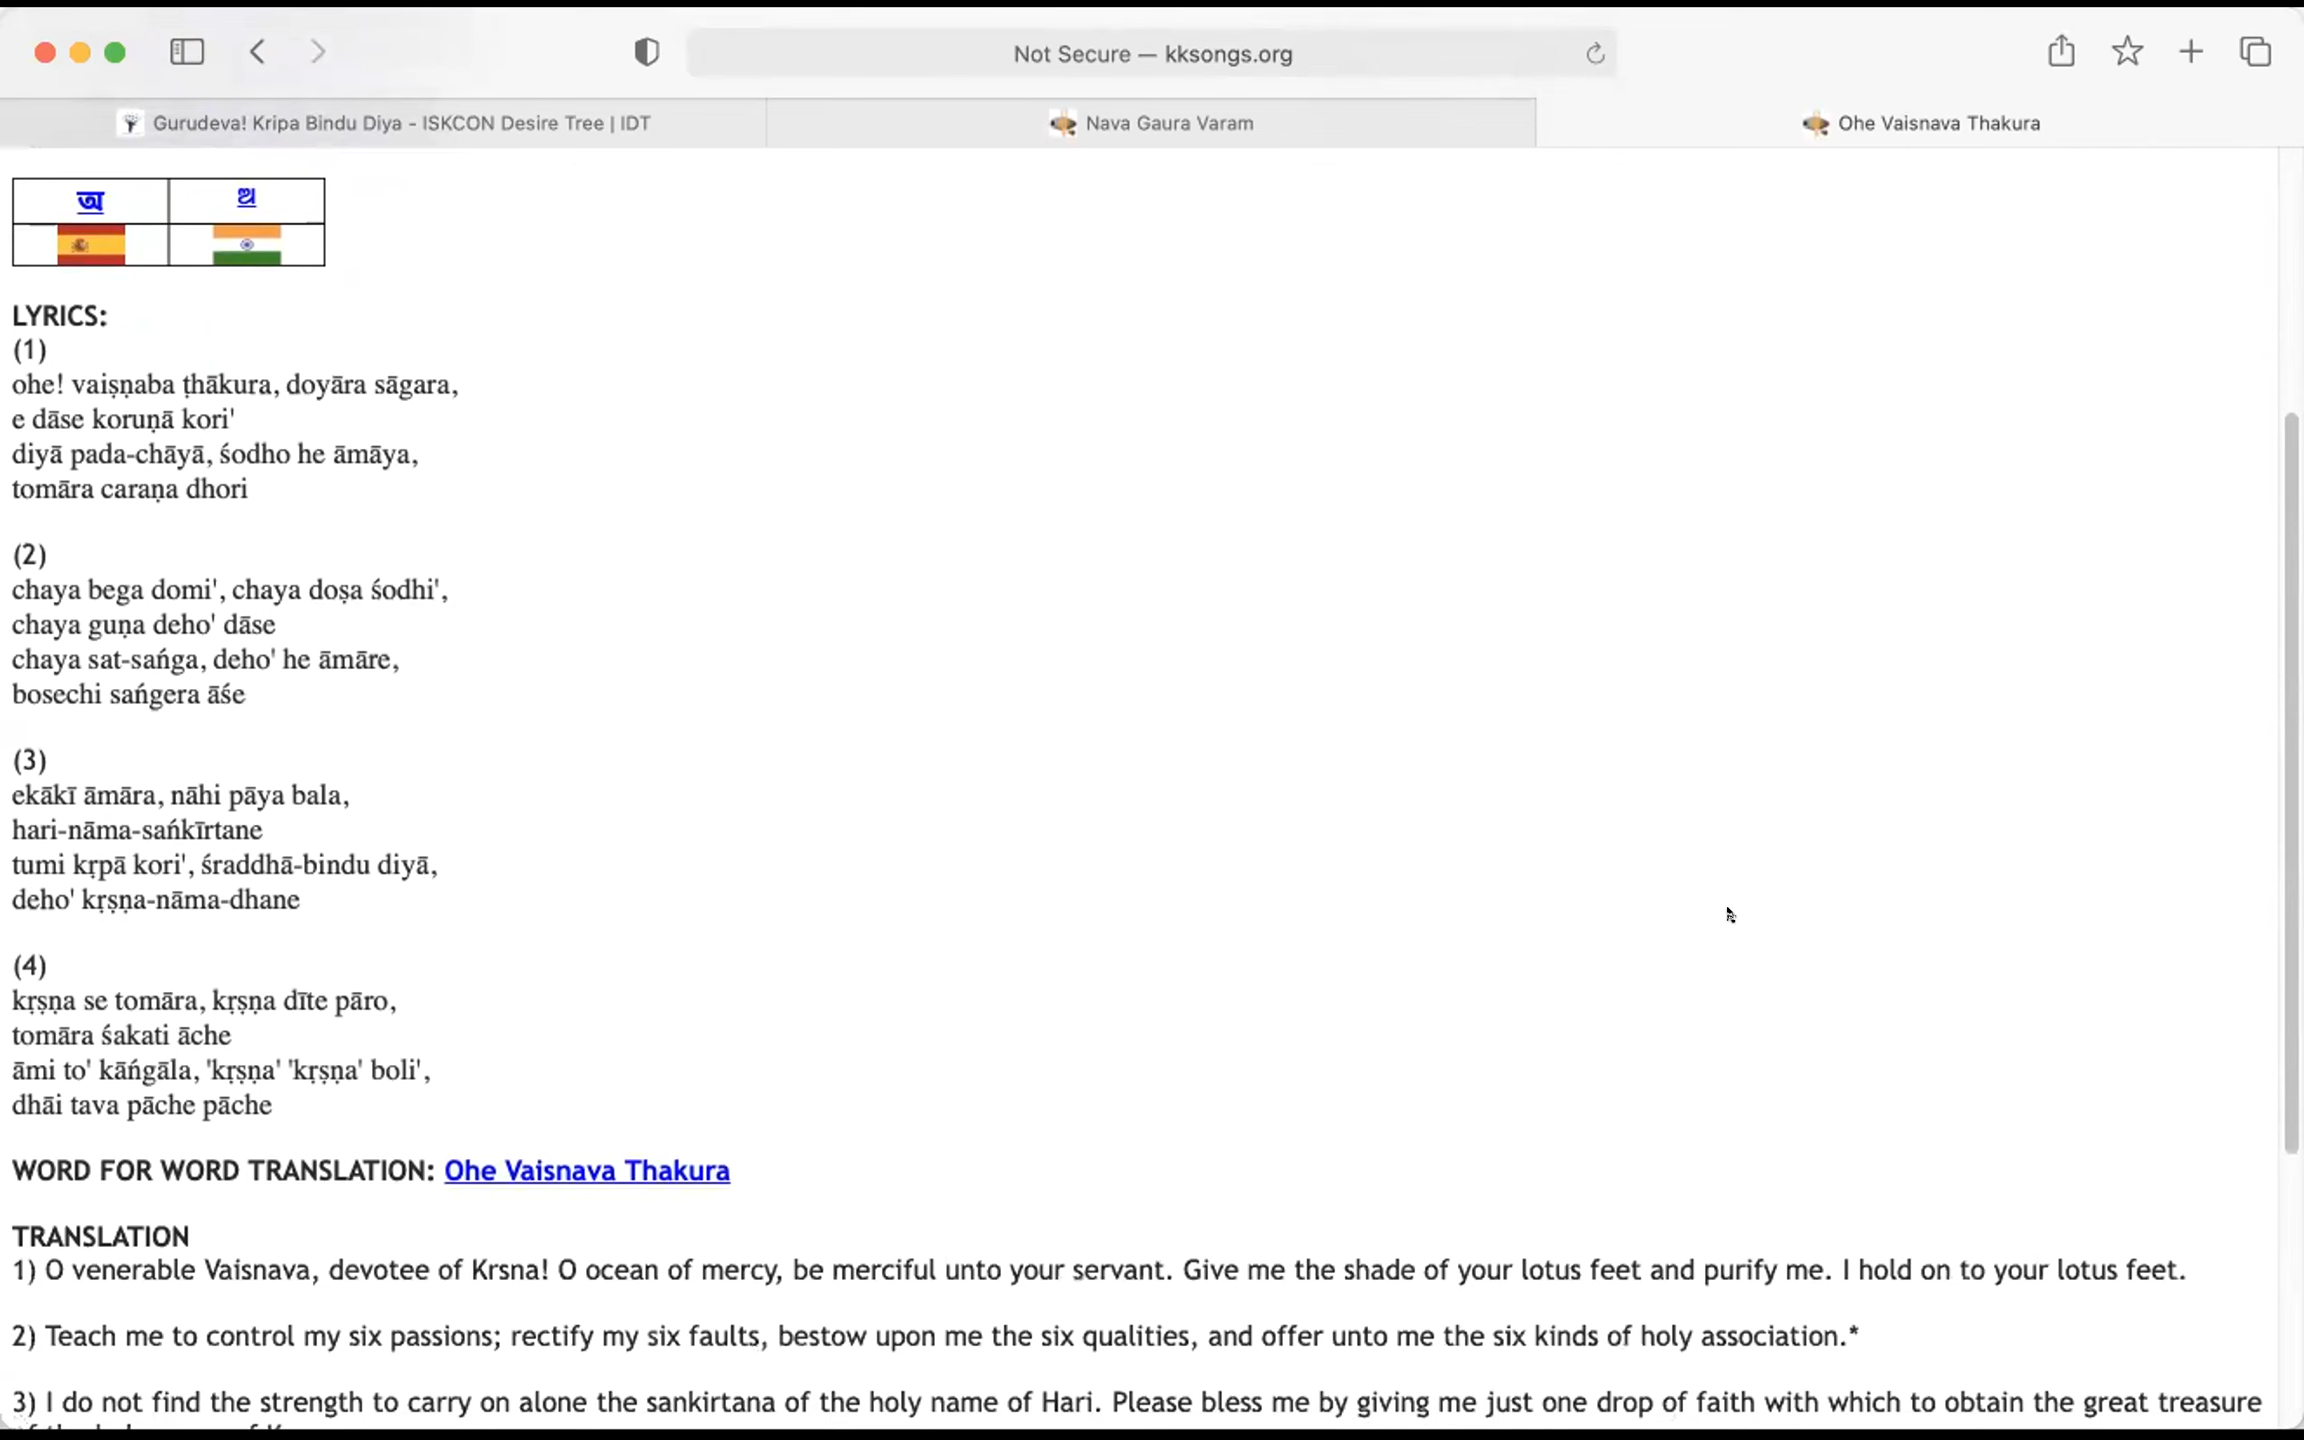 Not Secure — kksongs.org
Gurudeva! Kripa Bindu Diya - ISKCON Desire Tree | IDT
Nava Gaura Varam
Ohe Vaisnava Thakura
অ
ଅ
LYRICS:
(1)
ohe! vaiṣṇaba ṭhākura, doyāra sāgara,
e dāse koruṇā kori'
diyā pada-chāyā, śodho he āmāya,
tomāra caraṇa dhori
(2)
chaya bega domi', chaya doṣa śodhi',
chaya guṇa deho' dāse
chaya sat-sańga, deho' he āmāre,
bosechi sańgera āśe
(3)
ekākī āmāra, nāhi pāya bala,
hari-nāma-sańkīrtane
tumi kṛpā kori', śraddhā-bindu diyā,
deho' kṛṣṇa-nāma-dhane
(4)
kṛṣṇa se tomāra, kṛṣṇa dīte pāro,
tomāra śakati āche
āmi to' kāńgāla, 'kṛṣṇa' 'kṛṣṇa' boli',
dhāi tava pāche pāche
WORD FOR WORD TRANSLATION: Ohe Vaisnava Thakura
TRANSLATION
1) O venerable Vaisnava, devotee of Krsna! O ocean of mercy, be merciful unto your servant. Give me the shade of your lotus feet and purify me. I hold on to your lotus feet.
2) Teach me to control my six passions; rectify my six faults, bestow upon me the six qualities, and offer unto me the six kinds of holy association.*
3) I do not find the strength to carry on alone the sankirtana of the holy name of Hari. Please bless me by giving me just one drop of faith with which to obtain the great treasure